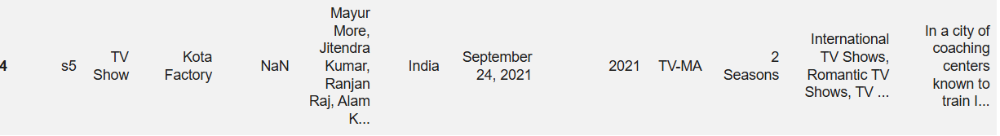 4 s5 TV Show Kota Factory NaN Mayur More, Jitendra Kumar, Ranjan Raj, Alam K... India September 24, 2021 2021 TV-MA 2 Seasons International TV Shows, Romantic TV Shows, TV ... In a city of coaching centers known to train I...